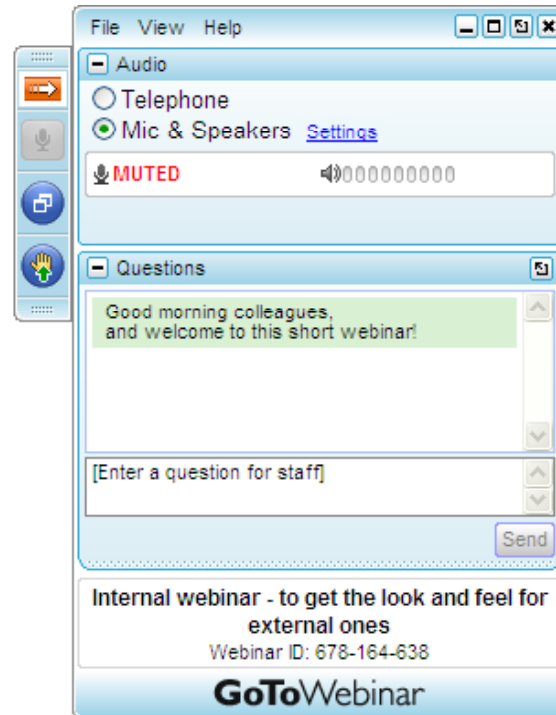 File View Help
Audio
Telephone
Mic & Speakers Settings
MUTED
Questions
Good morning colleagues,
and welcome to this short webinar!
[Enter a question for staff]
Send
Internal webinar - to get the look and feel for
external ones
Webinar ID: 678-164-638
GoToWebinar